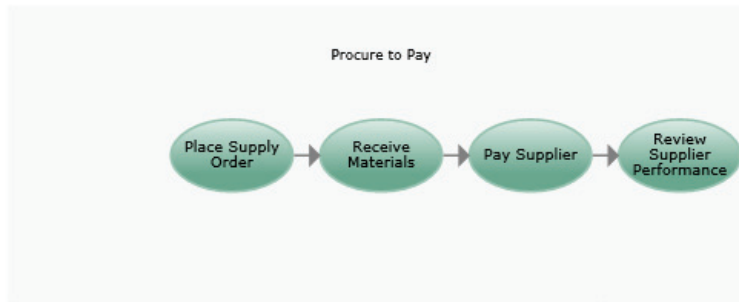 Procure to Pay
Place Supply
Order
Receive
Materials
Pay Supplier
Review
Supplier
Performance